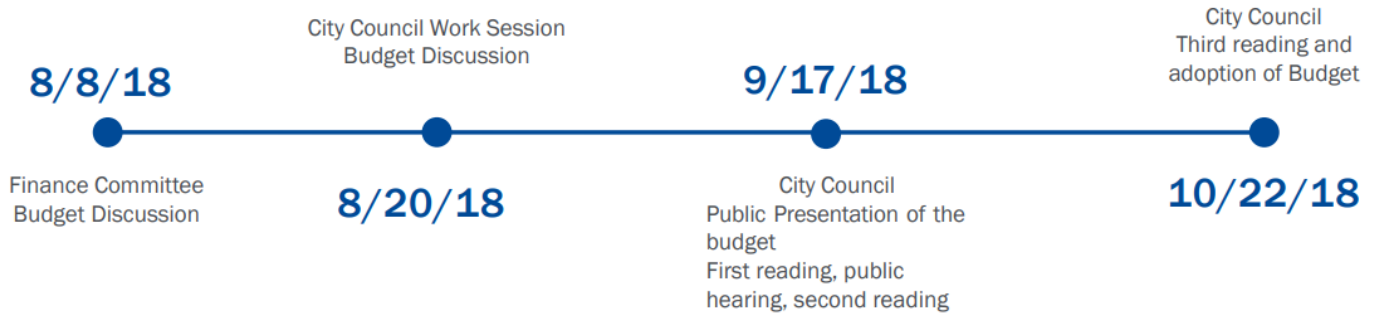 8/8/18
Finance Committee
Budget Discussion
City Council Work Session
Budget Discussion
8/20/18
9/17/18
City Council
Public Presentation of the
budget
First reading, public
hearing, second reading
City Council
Third reading and
adoption of Budget
10/22/18